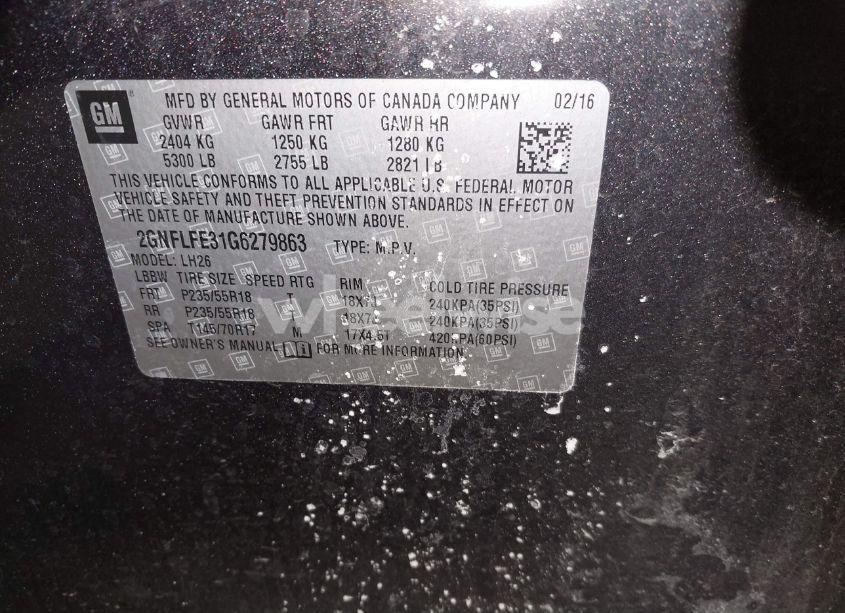 GM
MFD BY GENERAL MOTORS OF CANADA COMPANY 02/16
GVWR GAWR FRT GAWR RR
2404 KG 1250 KG 1280 KG
5300 LB 2755 LB 2821 LB
THIS VEHICLE CONFORMS TO ALL APPLICABLE U.S. FEDERAL MOTOR
VEHICLE SAFETY AND THEFT PREVENTION STANDARDS IN EFFECT ON
THE DATE OF MANUFACTURE SHOWN ABOVE.
2GNFLFE31G6279863 TYPE: M.P.V.
MODEL: LH26
LBBW TIRE SIZE SPEED RTG RIM COLD TIRE PRESSURE
FRT P235/55R18 T 240KPA(35PSI)
RR P235/55R18 240KPA(35PSI)
SPA T145/70R17 M 17X4.5T 420KPA(60PSI)
SEE OWNER'S MANUAL FOR MORE INFORMATION